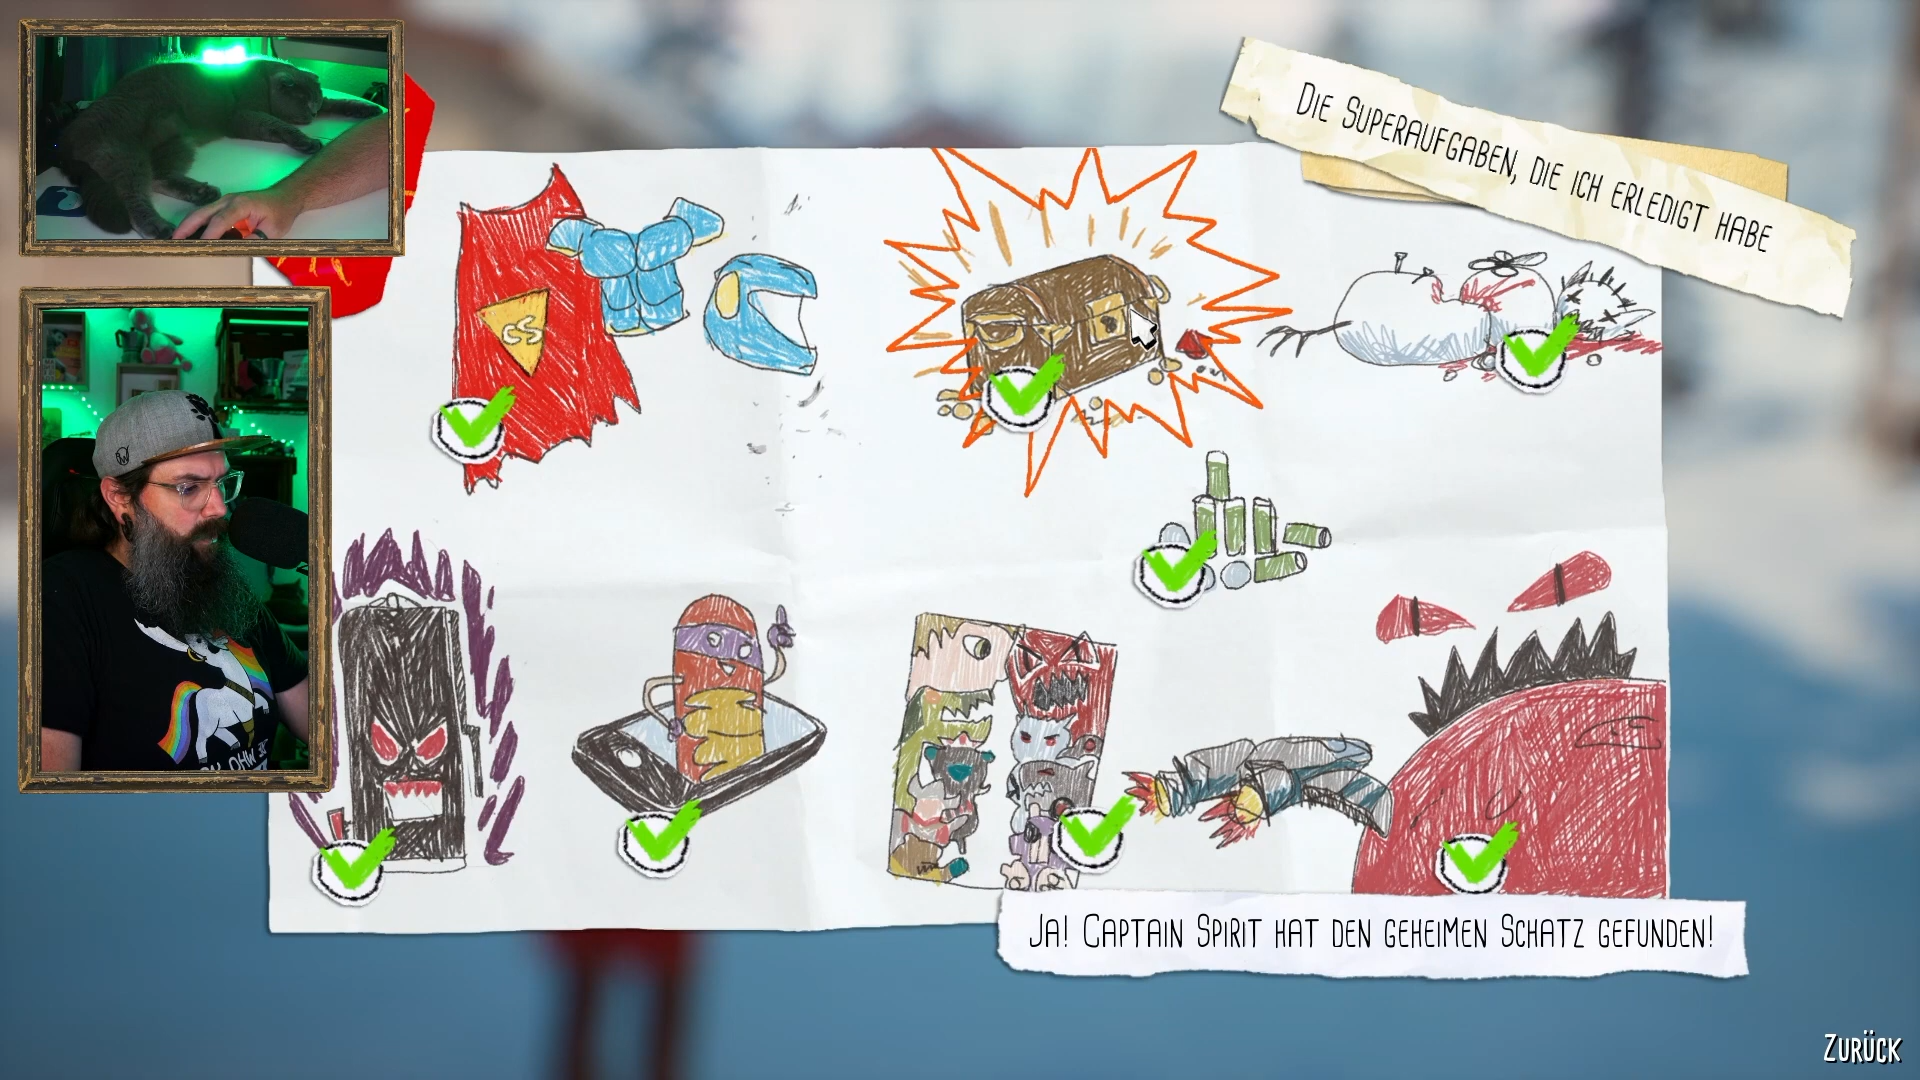 Die Superaufgaben, die ich erledigt habe
CS
Ja! Captain Spirit hat den geheimen Schatz gefunden!
Zurück